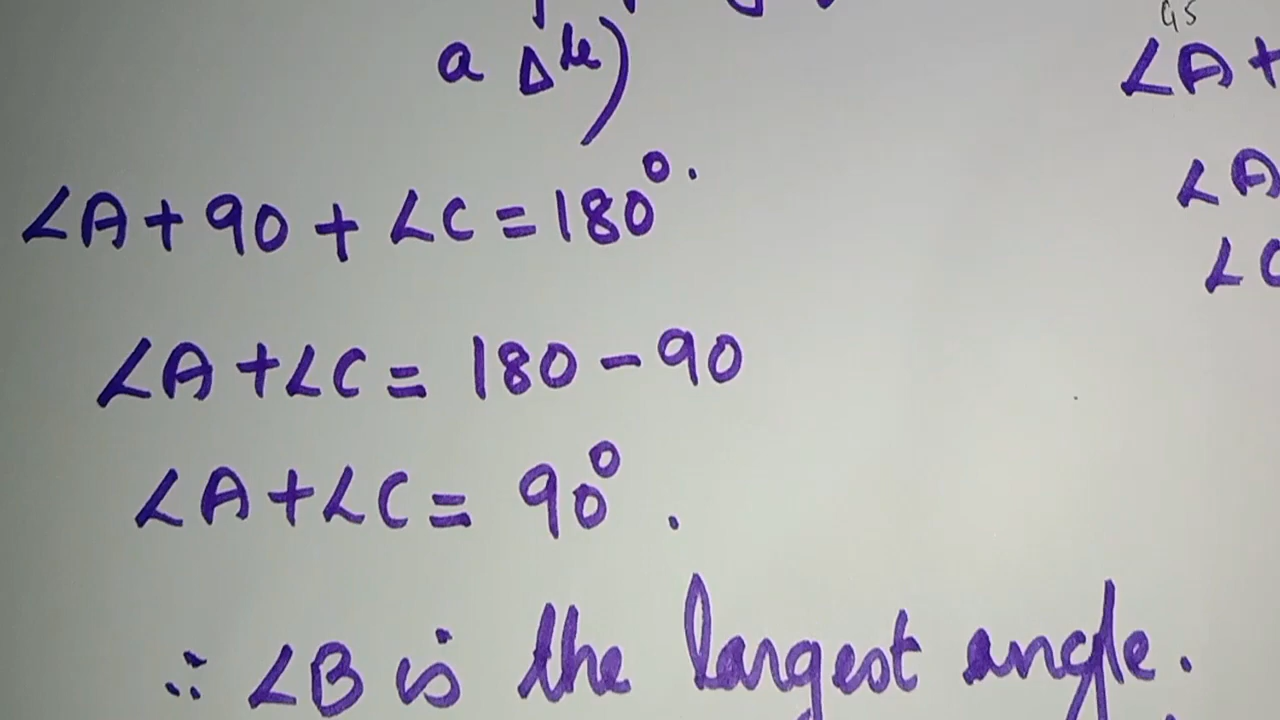 a Δle)
45
∠A+
∠A+90+∠C=180°.
∠A
∠C
∠A+∠C= 180-90
∠A+∠C= 90°.
∴ ∠B is the largest angle.